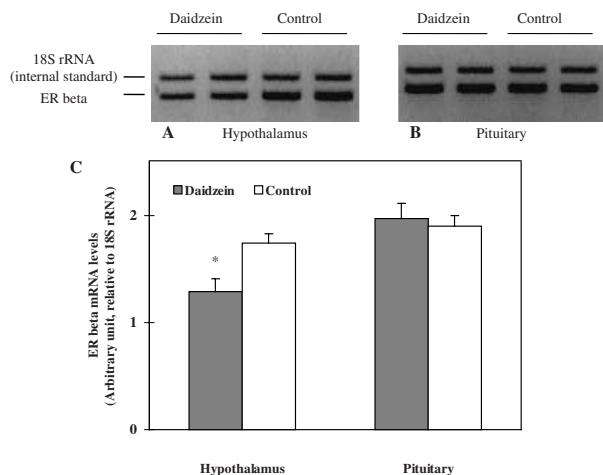 Daidzein Control Daidzein Control
18S rRNA
(internal standard)
ER beta
A Hypothalamus B Pituitary
C
Daidzein Control
ER beta mRNA levels
(Arbitrary unit, relative to 18S rRNA)
2
*
1
0
Hypothalamus Pituitary